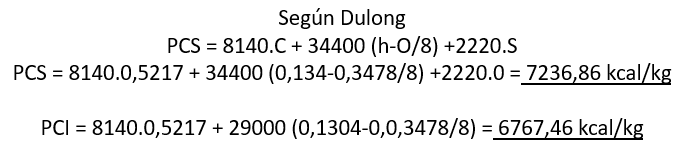 Según Dulong
PCS = 8140.C + 34400 (h-O/8) +2220.S
PCS = 8140.0,5217 + 34400 (0,134-0,3478/8) +2220.0 = 7236,86 kcal/kg
PCI = 8140.0,5217 + 29000 (0,1304-0,0,3478/8) = 6767,46 kcal/kg